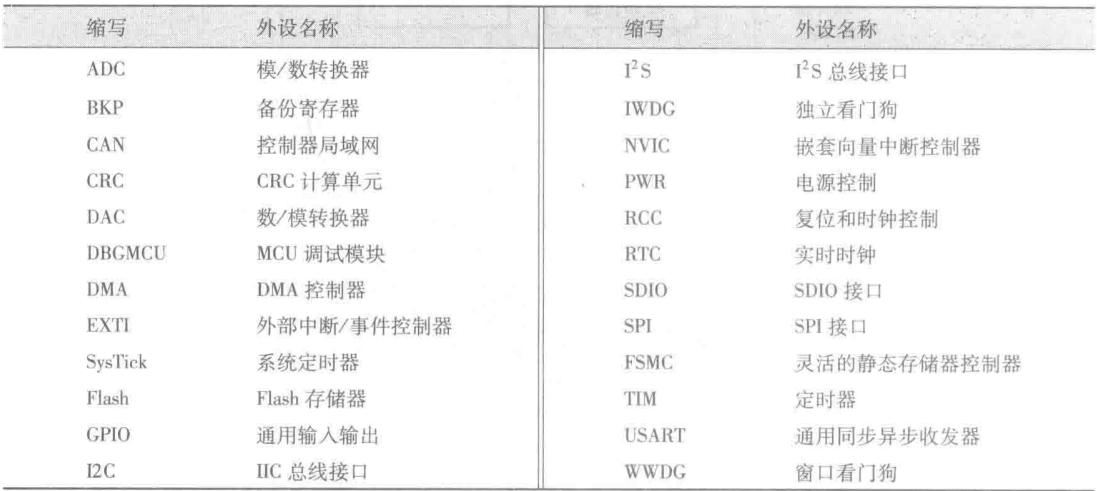 缩写 外设名称 缩写 外设名称
ADC 模/数转换器 I²S I²S 总线接口
BKP 备份寄存器 IWDG 独立看门狗
CAN 控制器局域网 NVIC 嵌套向量中断控制器
CRC CRC 计算单元 PWR 电源控制
DAC 数/模转换器 RCC 复位和时钟控制
DBGMCU MCU 调试模块 RTC 实时时钟
DMA DMA 控制器 SDIO SDIO 接口
EXTI 外部中断/事件控制器 SPI SPI 接口
SysTick 系统定时器 FSMC 灵活的静态存储器控制器
Flash Flash 存储器 TIM 定时器
GPIO 通用输入输出 USART 通用同步异步收发器
I2C IIC 总线接口 WWDG 窗口看门狗